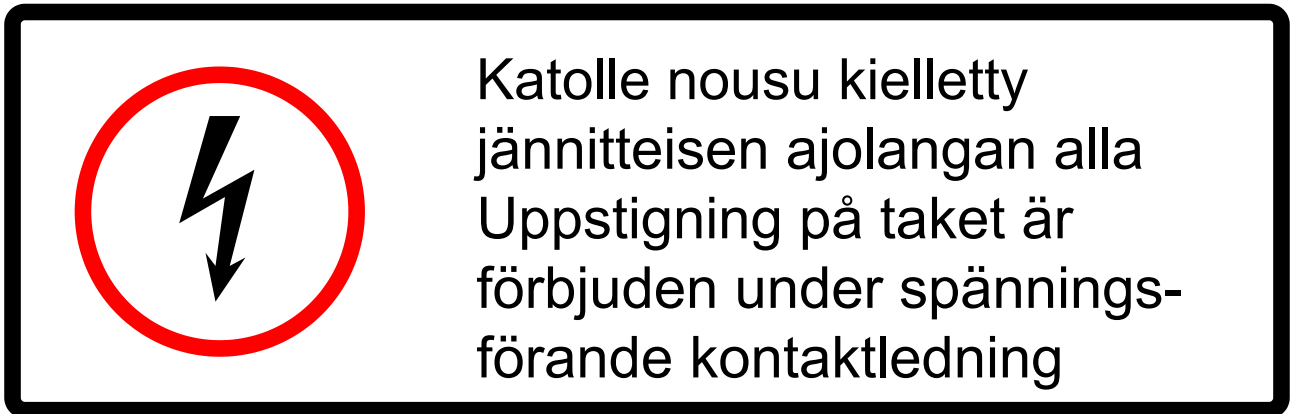 Katolle nousu kielletty
jännitteisen ajolangan alla
Uppstigning på taket är
förbjuden under spännings-
förande kontaktledning